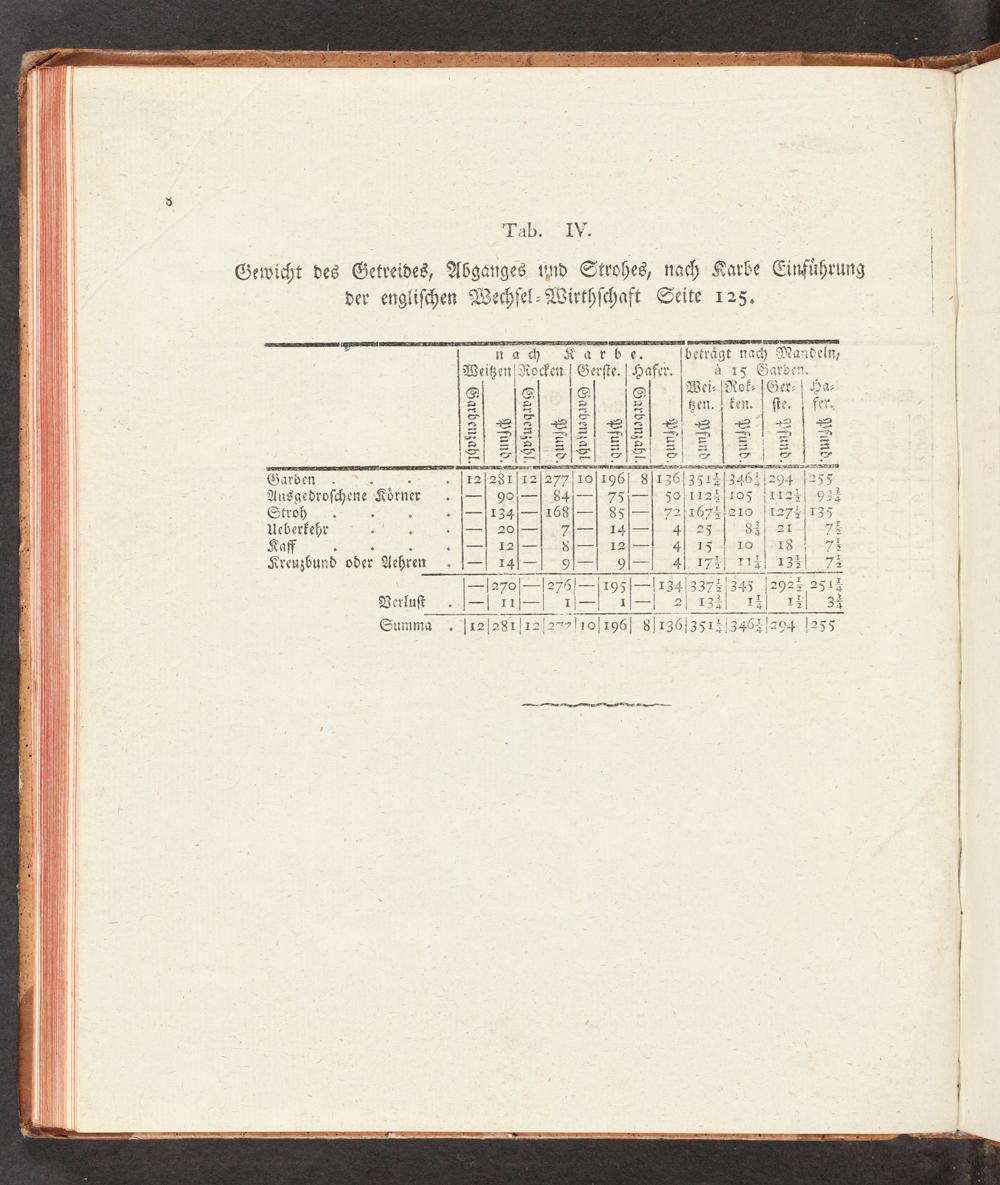 8
Tab. IV.
Gewicht des Getreides, Abganges und Strohes, nach Karbe Einführung
der englischen Wechsel-Wirthschaft Seite 125.
nach Karbe. | beträgt nach Mandeln,
Weitzen | Rocken | Gerste. | Hafer. | à 15 Garben.
Wei- | Rok- | Ger- | Ha-
tzen. | ken. | ste. | fer.
Garbenzahl. | Pfund. | Garbenzahl. | Pfund. | Garbenzahl | Pfund. | Garbenzahl. | Pfund | Pfund | Pfund. | Pfund. | Pfund.
Garben . . . . | 12 | 281 | 12 | 277 | 10 | 196 | 8 | 136 | 351¼ | 346¼ | 294 | 255
Ausgedroschene Körner . | — | 90 | — | 84 | — | 75 | — | 50 | 112½ | 105 | 112½ | 93¾
Stroh . . . . | — | 134 | — | 168 | — | 85 | — | 72 | 167½ | 210 | 127½ | 135
Ueberkehr . . . | — | 20 | — | 7 | — | 14 | — | 4 | 25 | 8¾ | 21 | 7½
Kaff . . . . | — | 12 | — | 8 | — | 12 | — | 4 | 15 | 10 | 18 | 7½
Kreuzbund oder Aehren . | — | 14 | — | 9 | — | 9 | — | 4 | 17½ | 11¼ | 13½ | 7½
— | 270 | — | 276 | — | 195 | — | 134 | 337½ | 345 | 292½ | 251¼
Verlust . | — | 11 | — | 1 | — | 1 | — | 2 | 13¾ | 1¼ | 1½ | 3¾
Summa . | 12 | 281 | 12 | 277 | 10 | 196 | 8 | 136 | 351¼ | 346¼ | 294 | 255